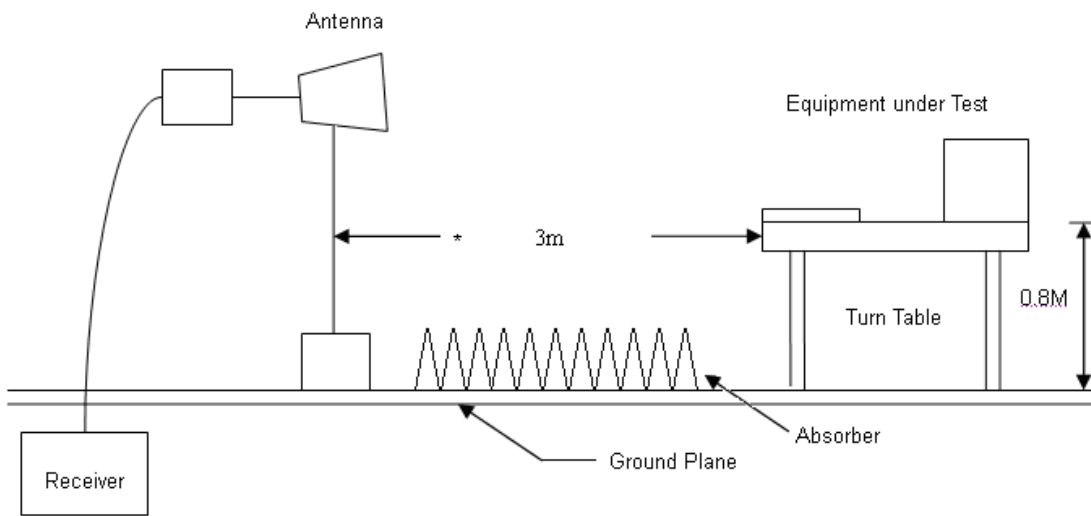 Antenna
Equipment under Test
* 3m
0.8M
Turn Table
Absorber
Ground Plane
Receiver